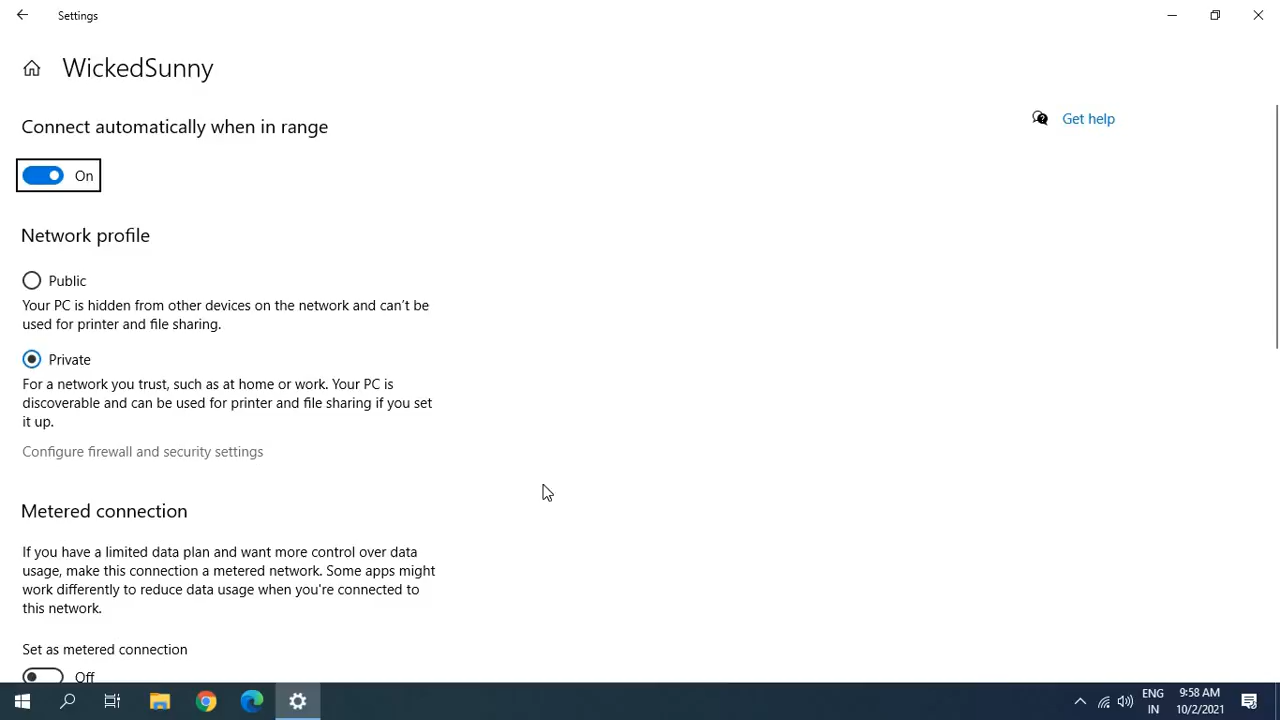 Settings
WickedSunny
Connect automatically when in range
Get help
On
Network profile
Public
Your PC is hidden from other devices on the network and can’t be
used for printer and file sharing.
Private
For a network you trust, such as at home or work. Your PC is
discoverable and can be used for printer and file sharing if you set
it up.
Configure firewall and security settings
Metered connection
If you have a limited data plan and want more control over data
usage, make this connection a metered network. Some apps might
work differently to reduce data usage when you're connected to
this network.
Set as metered connection
Off
ENG
IN
9:58 AM
10/2/2021